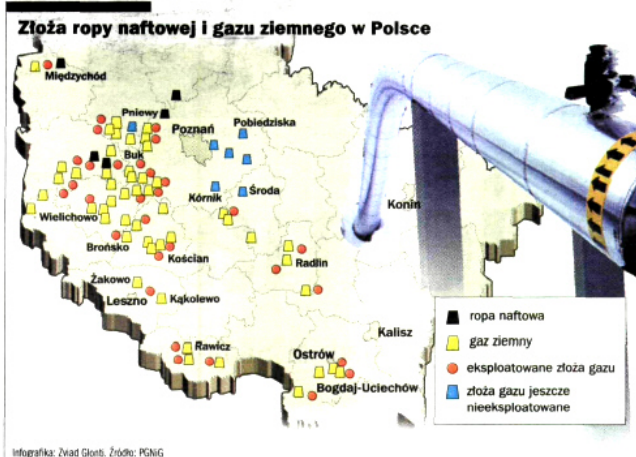 Złoża ropy naftowej i gazu ziemnego w Polsce
Międzychód
Pniewy
Poznań
Pobiedziska
Buk
Kórnik
Środa
Konin
Wielichowo
Brońsko
Kościan
Radlin
Żakowo
Leszno
Kąkolewo
Kalisz
Rawicz
Ostrów
Bogdaj-Uciechów
ropa naftowa
gaz ziemny
eksploatowane złoża gazu
złoża gazu jeszcze
nieeksploatowane
Infografika: Zviad Glonti. Źródło: PGNiG